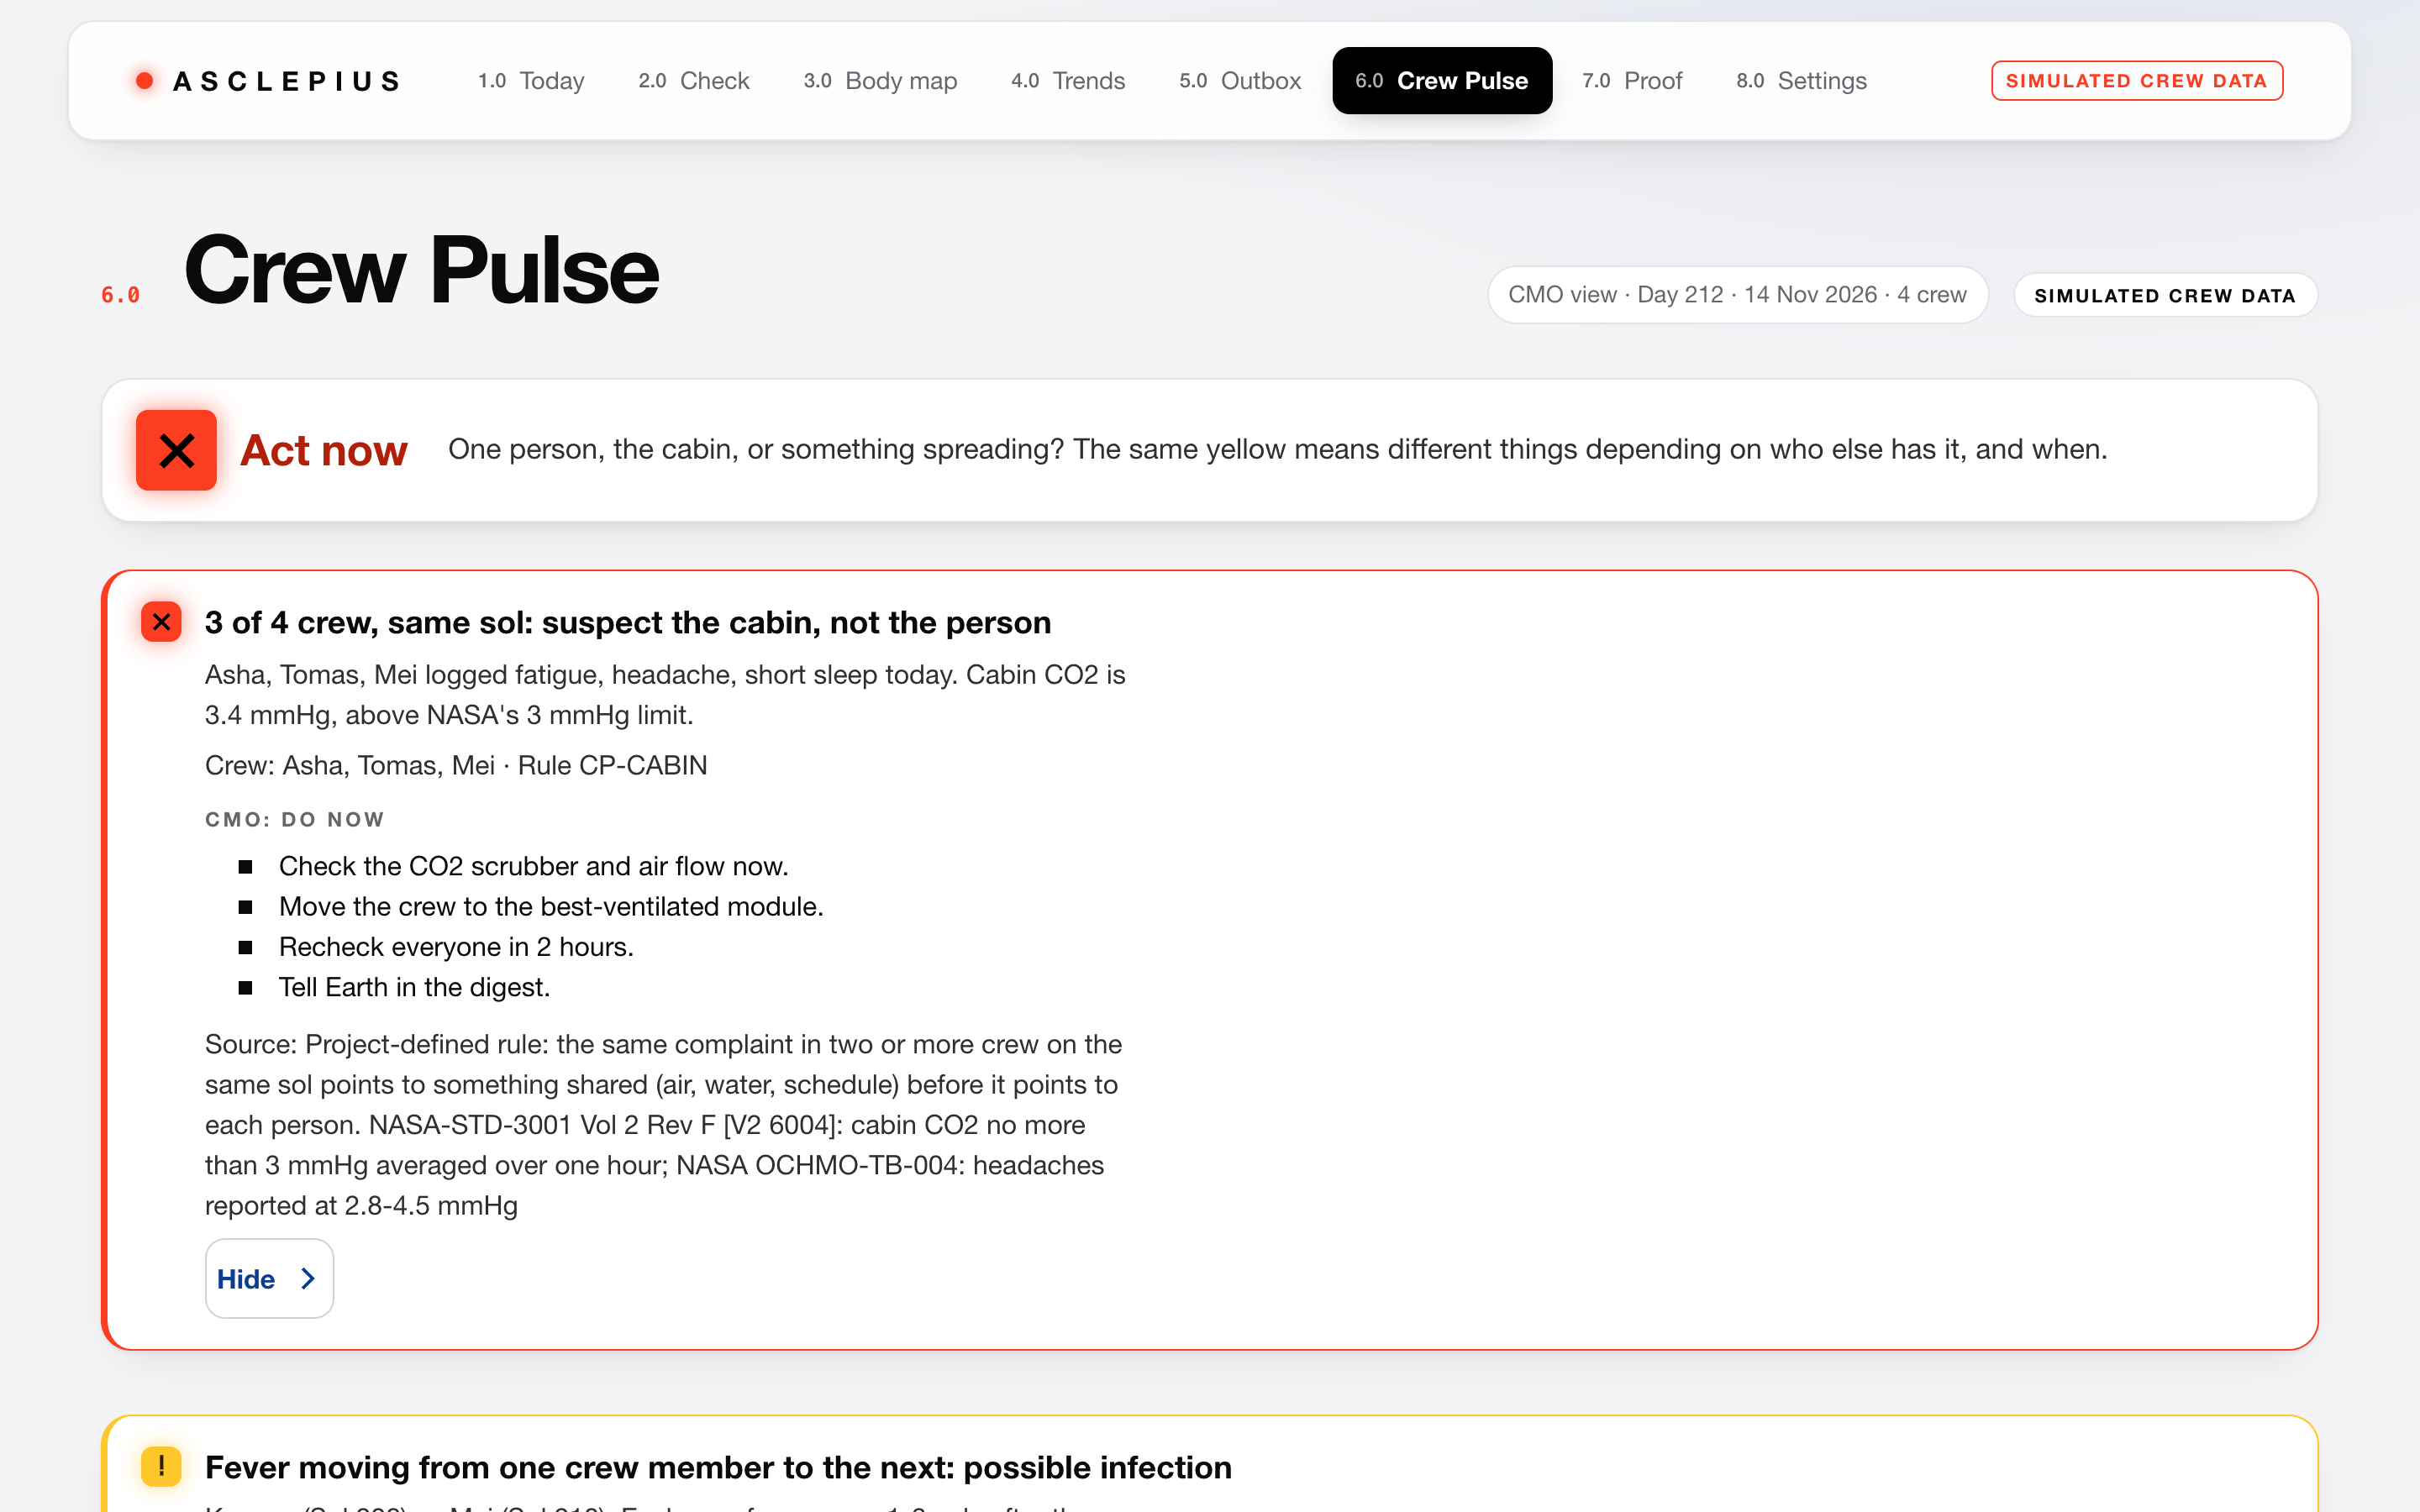 ASCLEPIUS
1.0 Today
2.0 Check
3.0 Body map
4.0 Trends
5.0 Outbox
6.0 Crew Pulse
7.0 Proof
8.0 Settings
SIMULATED CREW DATA
6.0
Crew Pulse
CMO view · Day 212 · 14 Nov 2026 · 4 crew
SIMULATED CREW DATA
Act now
One person, the cabin, or something spreading? The same yellow means different things depending on who else has it, and when.
3 of 4 crew, same sol: suspect the cabin, not the person
Asha, Tomas, Mei logged fatigue, headache, short sleep today. Cabin CO2 is
3.4 mmHg, above NASA's 3 mmHg limit.
Crew: Asha, Tomas, Mei · Rule CP-CABIN
CMO: DO NOW
Check the CO2 scrubber and air flow now.
Move the crew to the best-ventilated module.
Recheck everyone in 2 hours.
Tell Earth in the digest.
Source: Project-defined rule: the same complaint in two or more crew on the
same sol points to something shared (air, water, schedule) before it points to
each person. NASA-STD-3001 Vol 2 Rev F [V2 6004]: cabin CO2 no more
than 3 mmHg averaged over one hour; NASA OCHMO-TB-004: headaches
reported at 2.8-4.5 mmHg
Hide
! Fever moving from one crew member to the next: possible infection